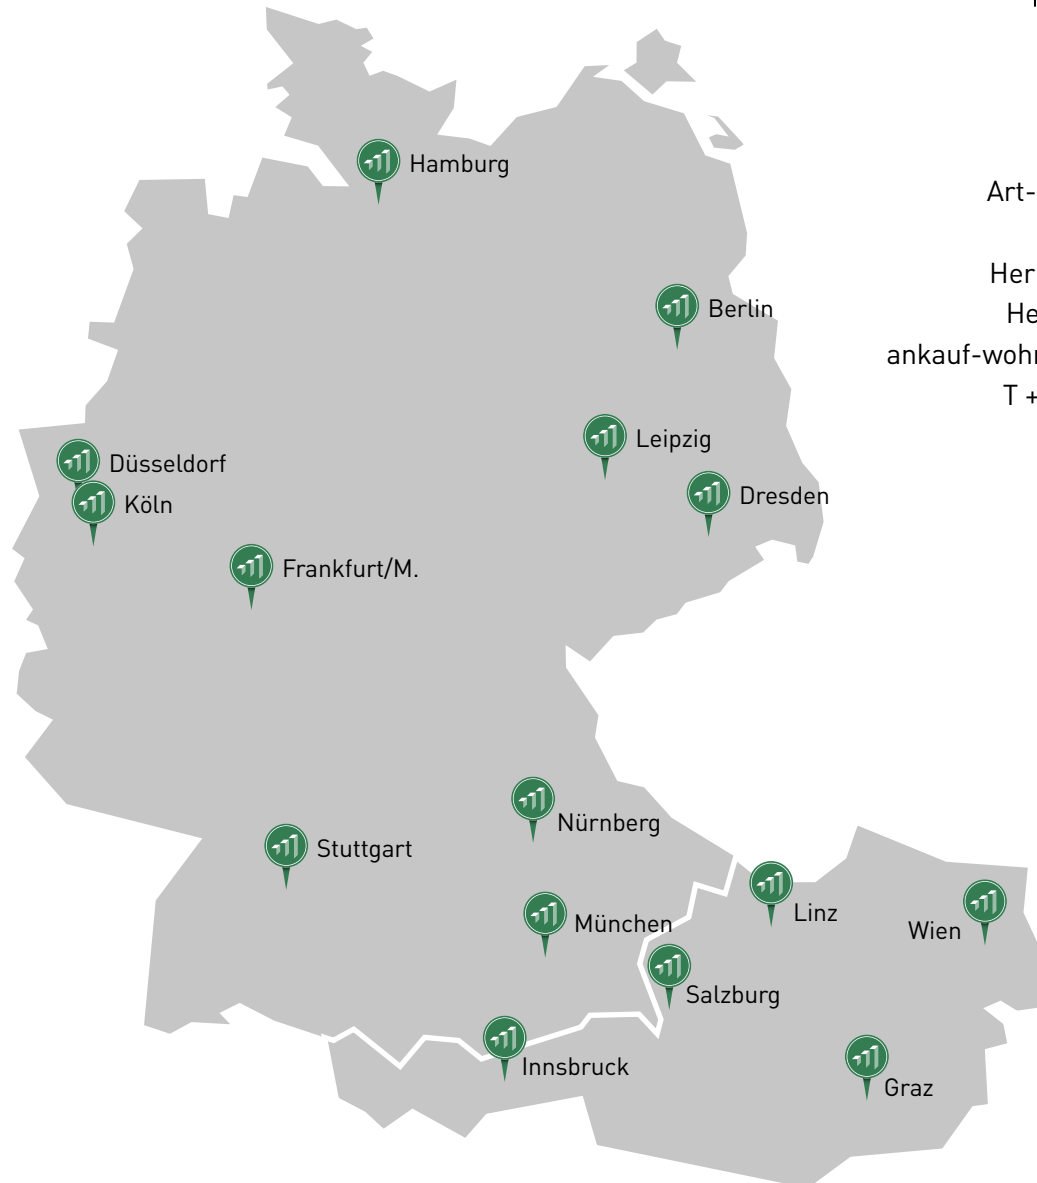 Hamburg
Art-
Her
Berlin
He
ankauf-wohn
T +
Leipzig
Düsseldorf
Dresden
Köln
Frankfurt/M.
Nürnberg
Stuttgart
Linz
München
Wien
Salzburg
Innsbruck
Graz